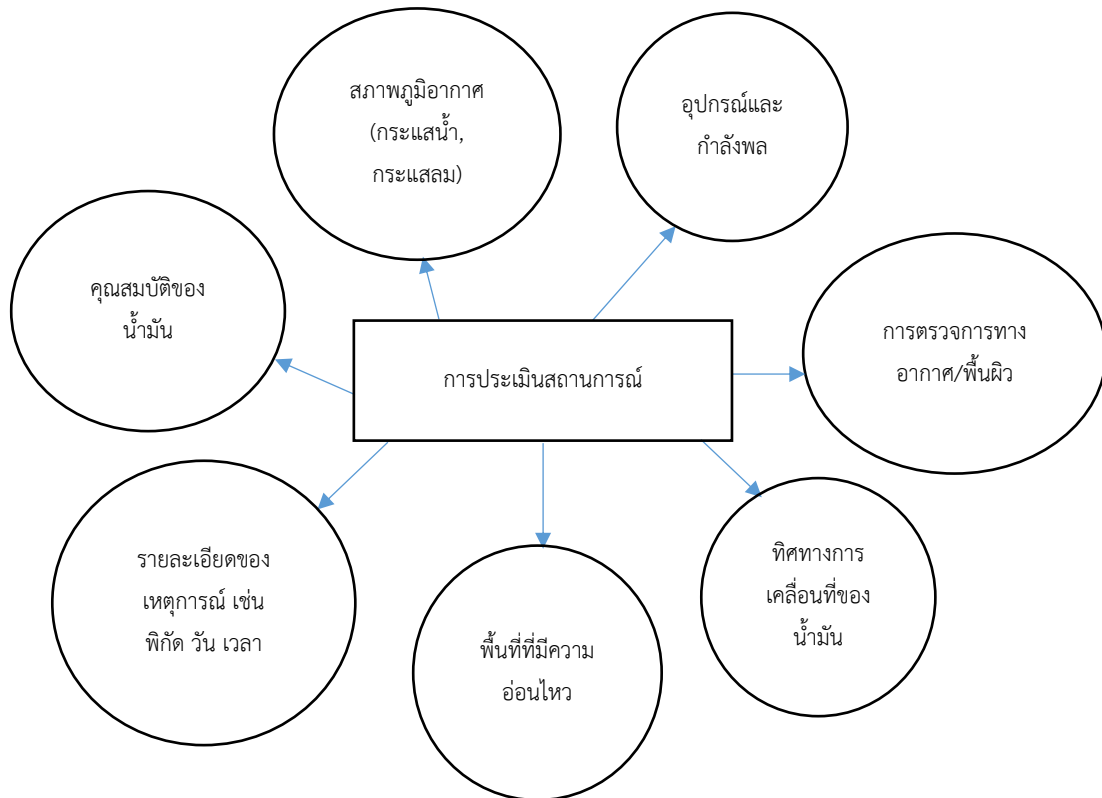 สภาพภูมิอากาศ
(กระแสน้ำ,
กระแสลม)
อุปกรณ์และ
กำลังพล
คุณสมบัติของ
น้ำมัน
การประเมินสถานการณ์
การตรวจการทาง
อากาศ/พื้นผิว
รายละเอียดของ
เหตุการณ์ เช่น
พิกัด วัน เวลา
พื้นที่ที่มีความ
อ่อนไหว
ทิศทางการ
เคลื่อนที่ของ
น้ำมัน